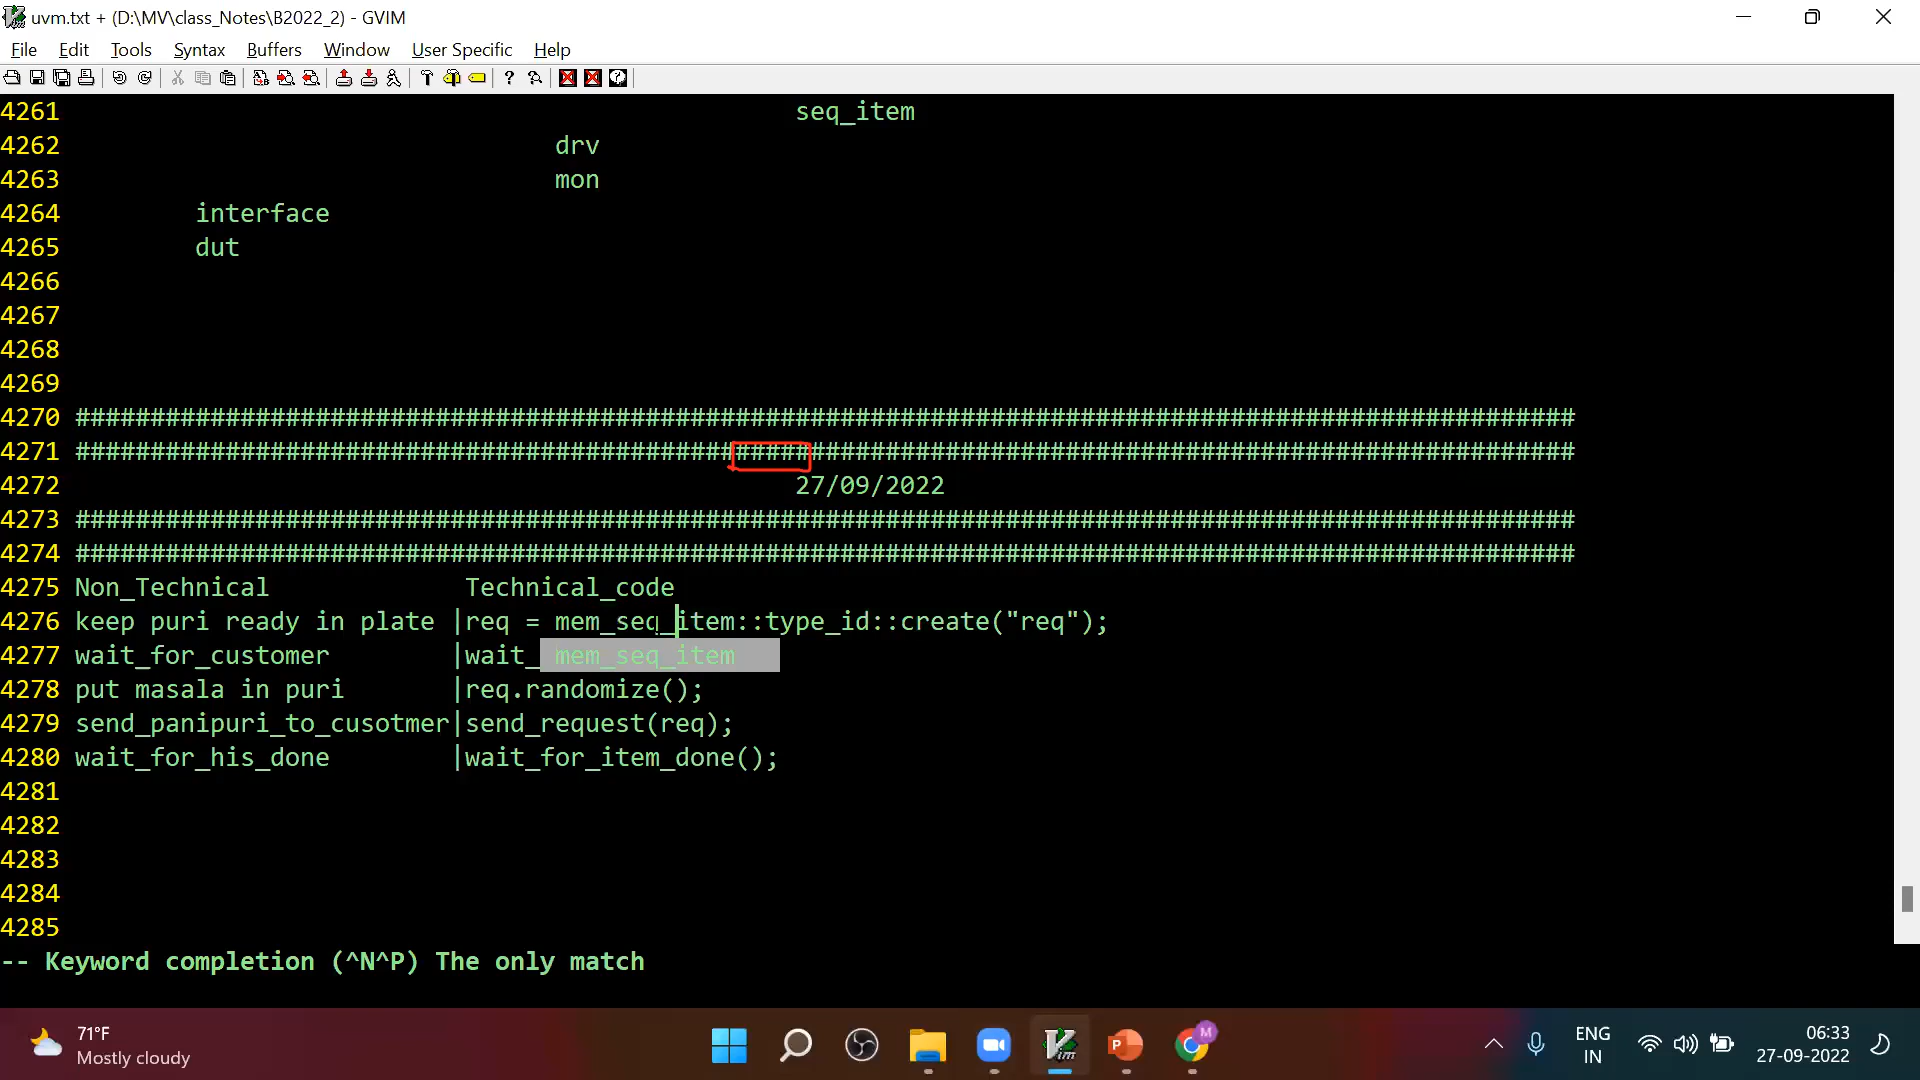 uvm.txt + (D:\MV\class_Notes\B2022_2) - GVIM
File Edit Tools Syntax Buffers Window User Specific Help
4261 seq_item
4262 drv
4263 mon
4264 interface
4265 dut
4266
4267
4268
4269
4270 ####################################################################################################
4271 ####################################################################################################
4272 27/09/2022
4273 ####################################################################################################
4274 ####################################################################################################
4275 Non_Technical Technical_code
4276 keep puri ready in plate |req = mem_seq_item::type_id::create("req");
4277 wait_for_customer |wait_ mem_seq_item
4278 put masala in puri |req.randomize();
4279 send_panipuri_to_cusotmer|send_request(req);
4280 wait_for_his_done |wait_for_item_done();
4281
4282
4283
4284
4285
-- Keyword completion (^N^P) The only match
71°F
Mostly cloudy
ENG
IN
06:33
27-09-2022